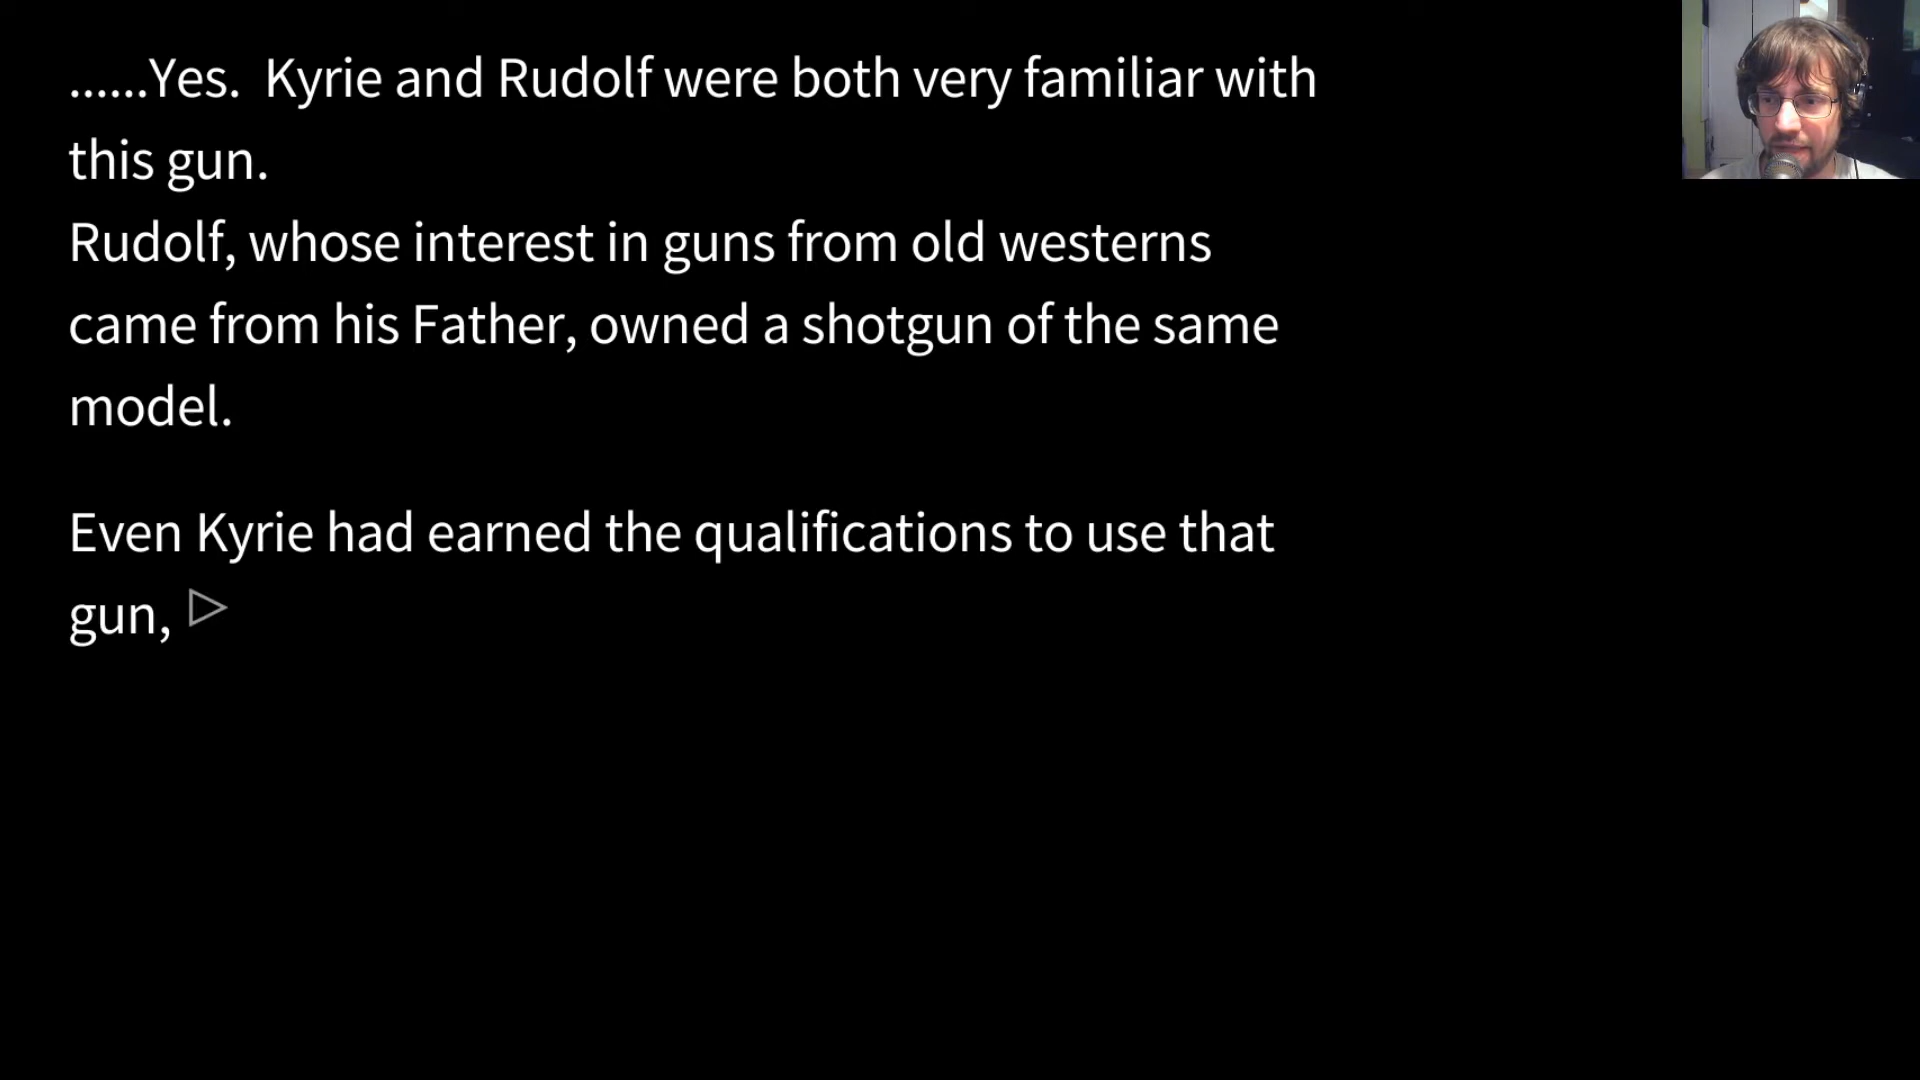 ......Yes.  Kyrie and Rudolf were both very familiar with
this gun.
Rudolf, whose interest in guns from old westerns
came from his Father, owned a shotgun of the same
model.
Even Kyrie had earned the qualifications to use that
gun,